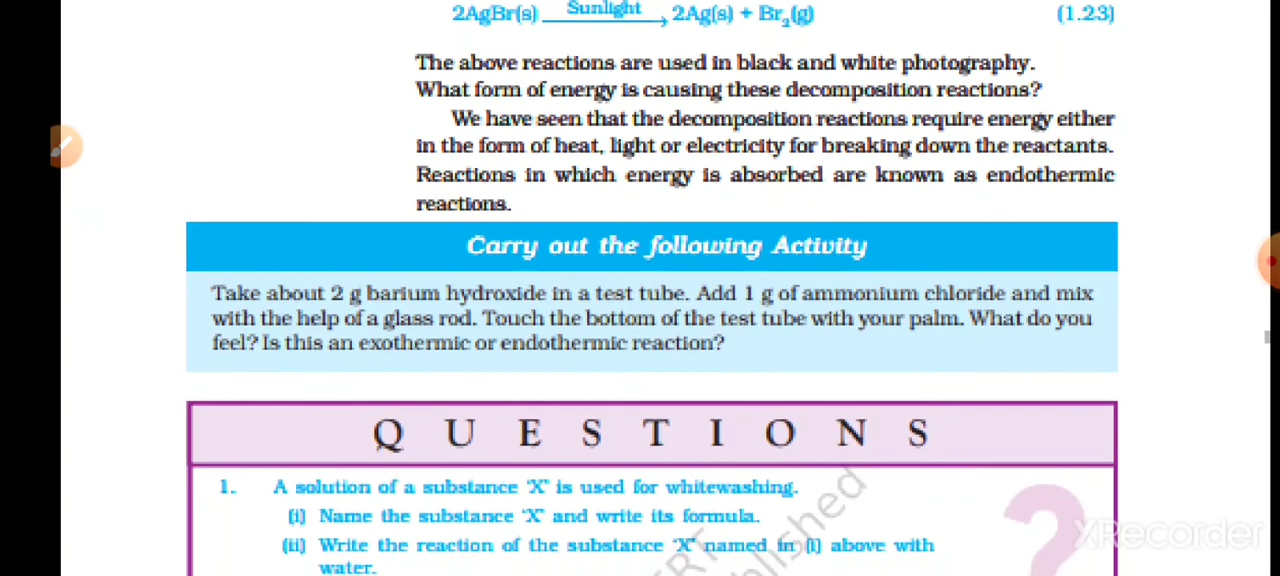 2AgBr(s) Sunlight → 2Ag(s) + Br₂(g) (1.23)
The above reactions are used in black and white photography.
What form of energy is causing these decomposition reactions?
We have seen that the decomposition reactions require energy either
in the form of heat, light or electricity for breaking down the reactants.
Reactions in which energy is absorbed are known as endothermic
reactions.
Carry out the following Activity
Take about 2 g barium hydroxide in a test tube. Add 1 g of ammonium chloride and mix
with the help of a glass rod. Touch the bottom of the test tube with your palm. What do you
feel? Is this an exothermic or endothermic reaction?
Q U E S T I O N S
1. A solution of a substance ‘X’ is used for whitewashing.
(i) Name the substance ‘X’ and write its formula.
(ii) Write the reaction of the substance ‘X’ named in (i) above with
water.
?
XRecorder